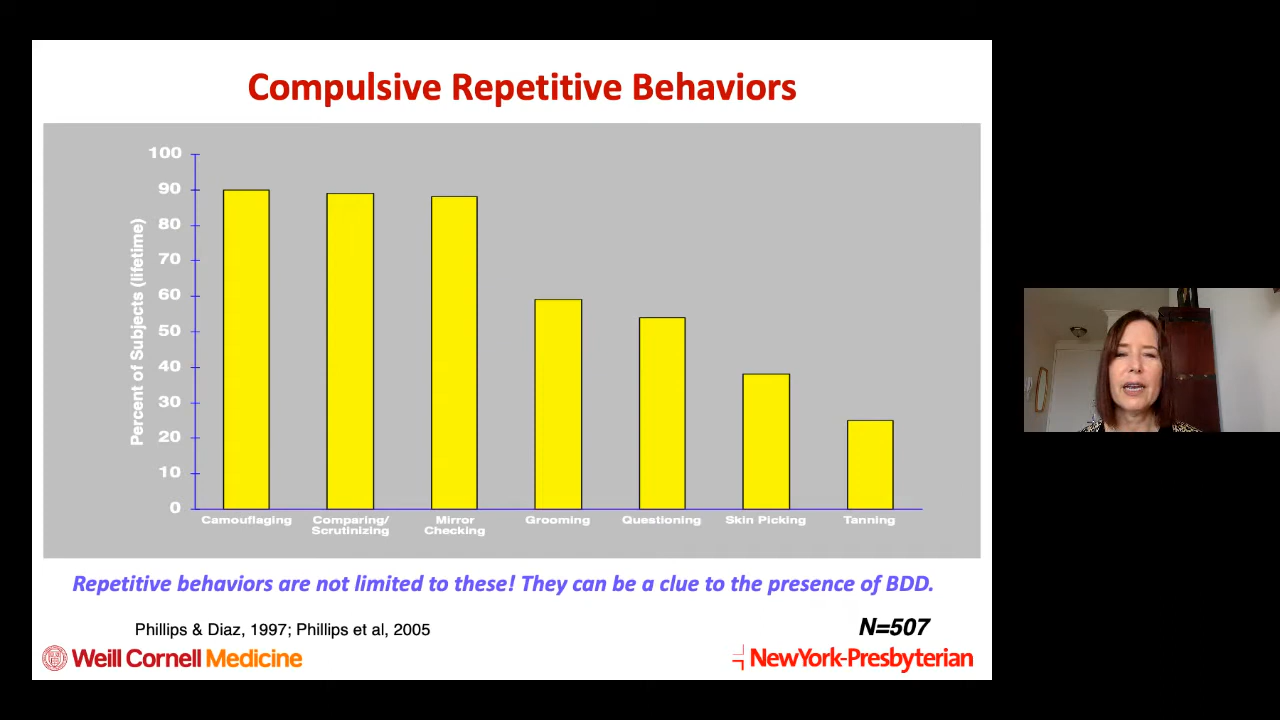 Compulsive Repetitive Behaviors
Percent of Subjects (lifetime)
100
90
80
70
60
50
40
30
20
10
0
Camouflaging
Comparing/
Scrutinizing
Mirror
Checking
Grooming
Questioning
Skin Picking
Tanning
Repetitive behaviors are not limited to these! They can be a clue to the presence of BDD.
Phillips & Diaz, 1997; Phillips et al, 2005
N=507
Weill Cornell Medicine
NewYork-Presbyterian